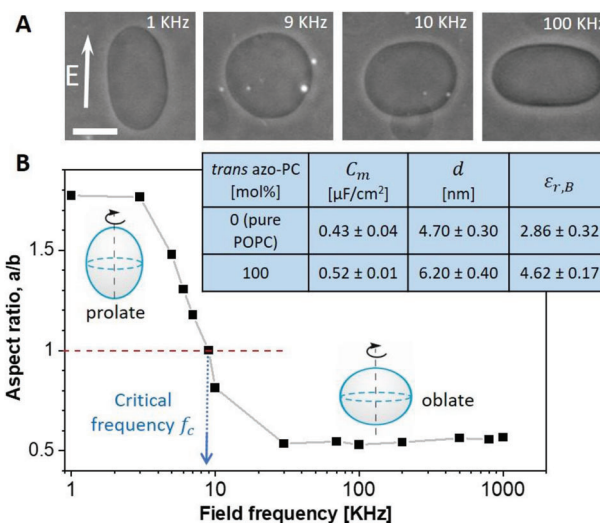 A
1 KHz
9 KHz
10 KHz
100 KHz
E
B
trans azo-PC [mol%] Cm [μF/cm²] d [nm] εr,B
0 (pure POPC) 0.43 ± 0.04 4.70 ± 0.30 2.86 ± 0.32
100 0.52 ± 0.01 6.20 ± 0.40 4.62 ± 0.17
Aspect ratio, a/b
1.5
1
0.5
prolate
oblate
Critical
frequency fc
1 10 100 1000
Field frequency [KHz]